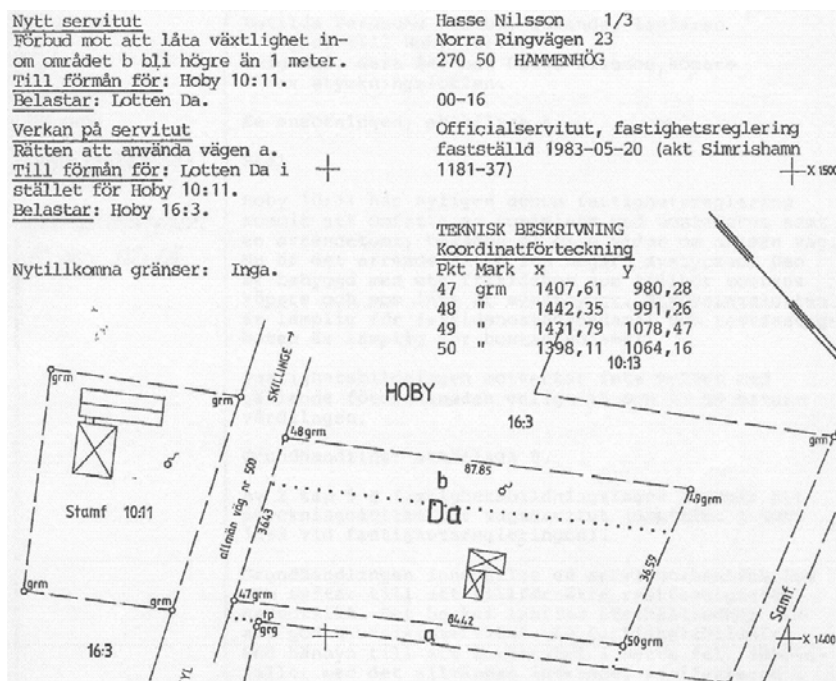 Nytt servitut
Förbud mot att låta växtlighet in-
om området b bli högre än 1 meter.
Till förmån för: Hoby 10:11.
Belastar: Lotten Da.
Verkan på servitut
Rätten att använda vägen a.
Till förmån för: Lotten Da i
stället för Hoby 10:11.
Belastar: Hoby 16:3.
Nytillkomna gränser: Inga.
Hasse Nilsson 1/3
Norra Ringvägen 23
270 50 HAMMENHÖG
00-16
Officialservitut, fastighetsreglering
fastställd 1983-05-20 (akt Simrishamn
1181-37)
X 1500
TEKNISK BESKRIVNING
Koordinatförteckning
Pkt Mark x y
47 grm 1407,61 980,28
48 " 1442,35 991,26
49 " 1431,79 1078,47
50 " 1398,11 1064,16
10:13
SKILLINGE
HOBY
16:3
grm
grm
grm
48grm
87.85
49grm
b
Da
allmän väg nr 509
36.43
Stamf 10:11
36.59
Samf.
grm
grm
47grm
tp
grg
84.42
a
50grm
X 1400
16:3
YL